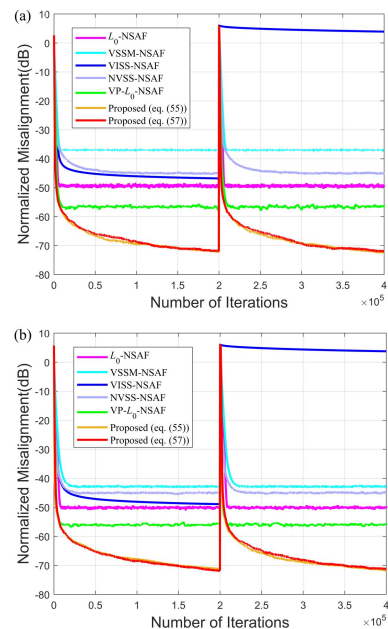 (a)
10
0
-10
-20
-30
-40
-50
-60
-70
-80
Normalized Misalignment(dB)
L0-NSAF
VSSM-NSAF
VISS-NSAF
NVSS-NSAF
VP-L0-NSAF
Proposed (eq. (55))
Proposed (eq. (57))
0 0.5 1 1.5 2 2.5 3 3.5 4
Number of Iterations
×10^5
(b)
10
0
-10
-20
-30
-40
-50
-60
-70
-80
Normalized Misalignment(dB)
L0-NSAF
VSSM-NSAF
VISS-NSAF
NVSS-NSAF
VP-L0-NSAF
Proposed (eq. (55))
Proposed (eq. (57))
0 0.5 1 1.5 2 2.5 3 3.5 4
Number of Iterations
×10^5